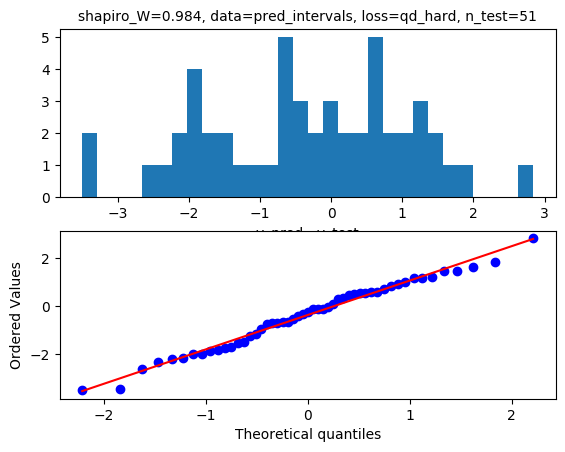 shapiro_W=0.984, data=pred_intervals, loss=qd_hard, n_test=51
5
4
3
2
1
0
−3 −2 −1 0 1 2 3
2
0
−2
Ordered Values
−2 −1 0 1 2
Theoretical quantiles